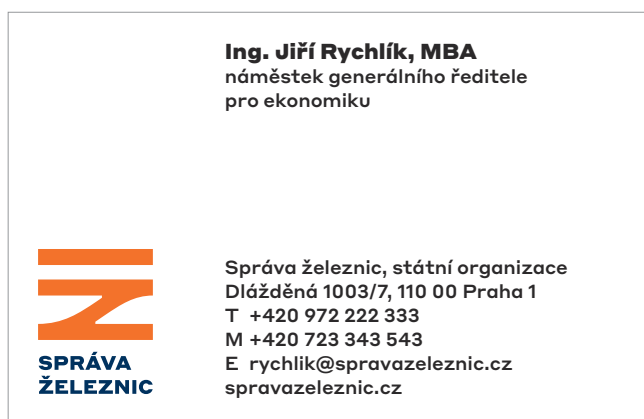 Ing. Jiří Rychlík, MBA
náměstek generálního ředitele
pro ekonomiku
SPRÁVA
ŽELEZNIC
Správa železnic, státní organizace
Dlážděná 1003/7, 110 00 Praha 1
T +420 972 222 333
M +420 723 343 543
E rychlik@spravazeleznic.cz
spravazeleznic.cz